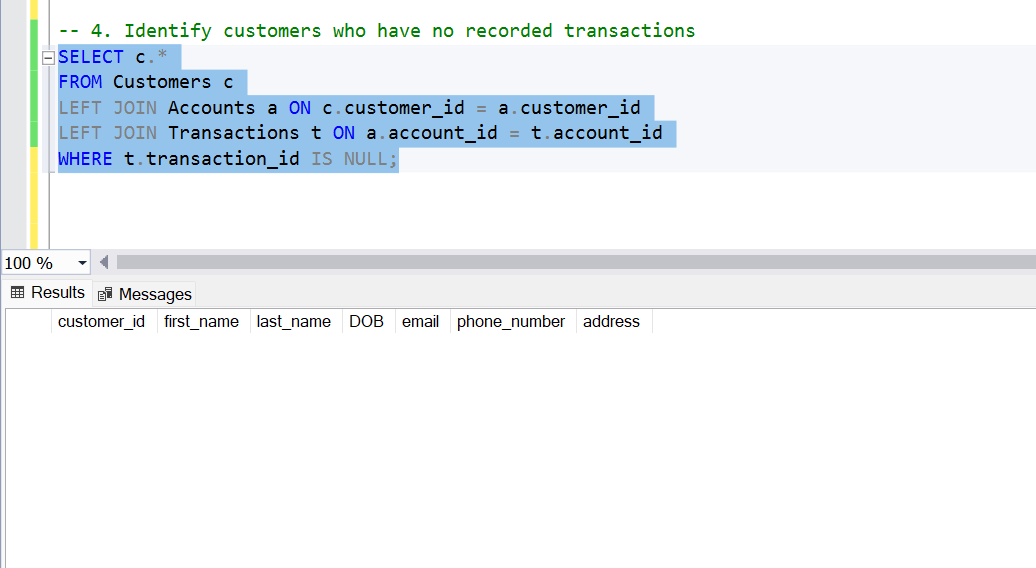 -- 4. Identify customers who have no recorded transactions
SELECT c.*
FROM Customers c
LEFT JOIN Accounts a ON c.customer_id = a.customer_id
LEFT JOIN Transactions t ON a.account_id = t.account_id
WHERE t.transaction_id IS NULL;
100 %
Results Messages
customer_id first_name last_name DOB email phone_number address